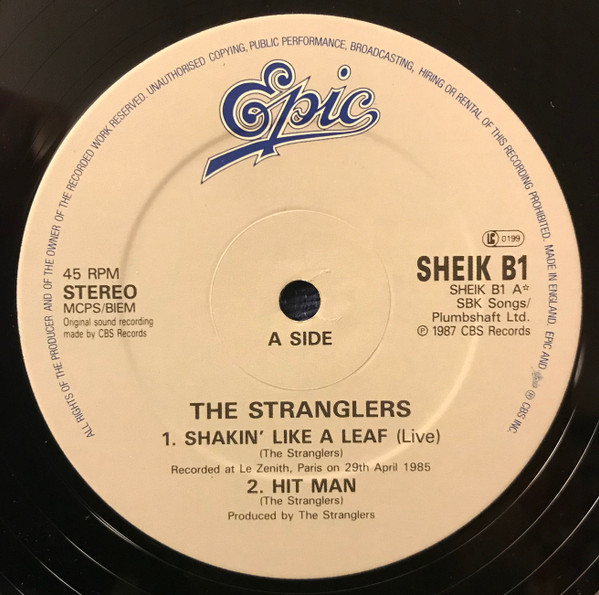 ALL RIGHTS OF THE PRODUCER AND OF THE OWNER OF THE RECORDED WORK RESERVED. UNAUTHORISED COPYING, PUBLIC PERFORMANCE, BROADCASTING, HIRING OR RENTAL OF THIS RECORDING PROHIBITED. MADE IN ENGLAND. EPIC AND Epic ® CBS INC.
Epic
LC 0199
45 RPM
STEREO
MCPS/BIEM
Original sound recording
made by CBS Records
SHEIK B1
SHEIK B1 A☆
SBK Songs/
Plumbshaft Ltd.
℗ 1987 CBS Records
A SIDE
THE STRANGLERS
1. SHAKIN' LIKE A LEAF (Live)
(The Stranglers)
Recorded at Le Zenith, Paris on 29th April 1985
2. HIT MAN
(The Stranglers)
Produced by The Stranglers